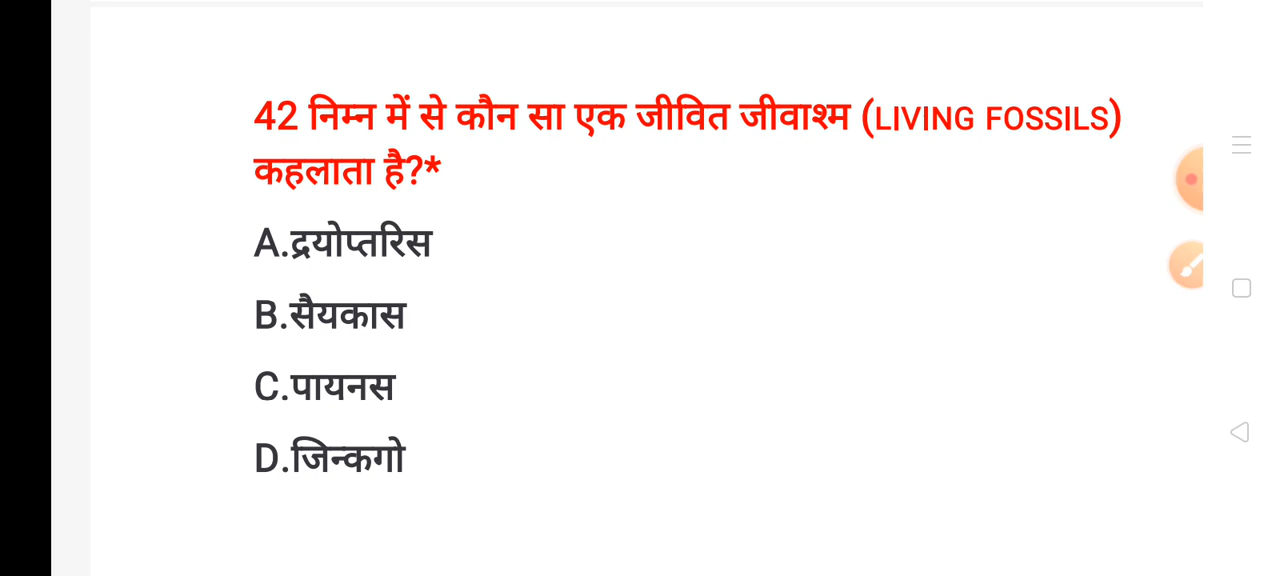 42 निम्न में से कौन सा एक जीवित जीवाश्म (LIVING FOSSILS)
कहलाता है?*
A.द्रयोप्तरिस
B.सैयकास
C.पायनस
D.जिन्कगो